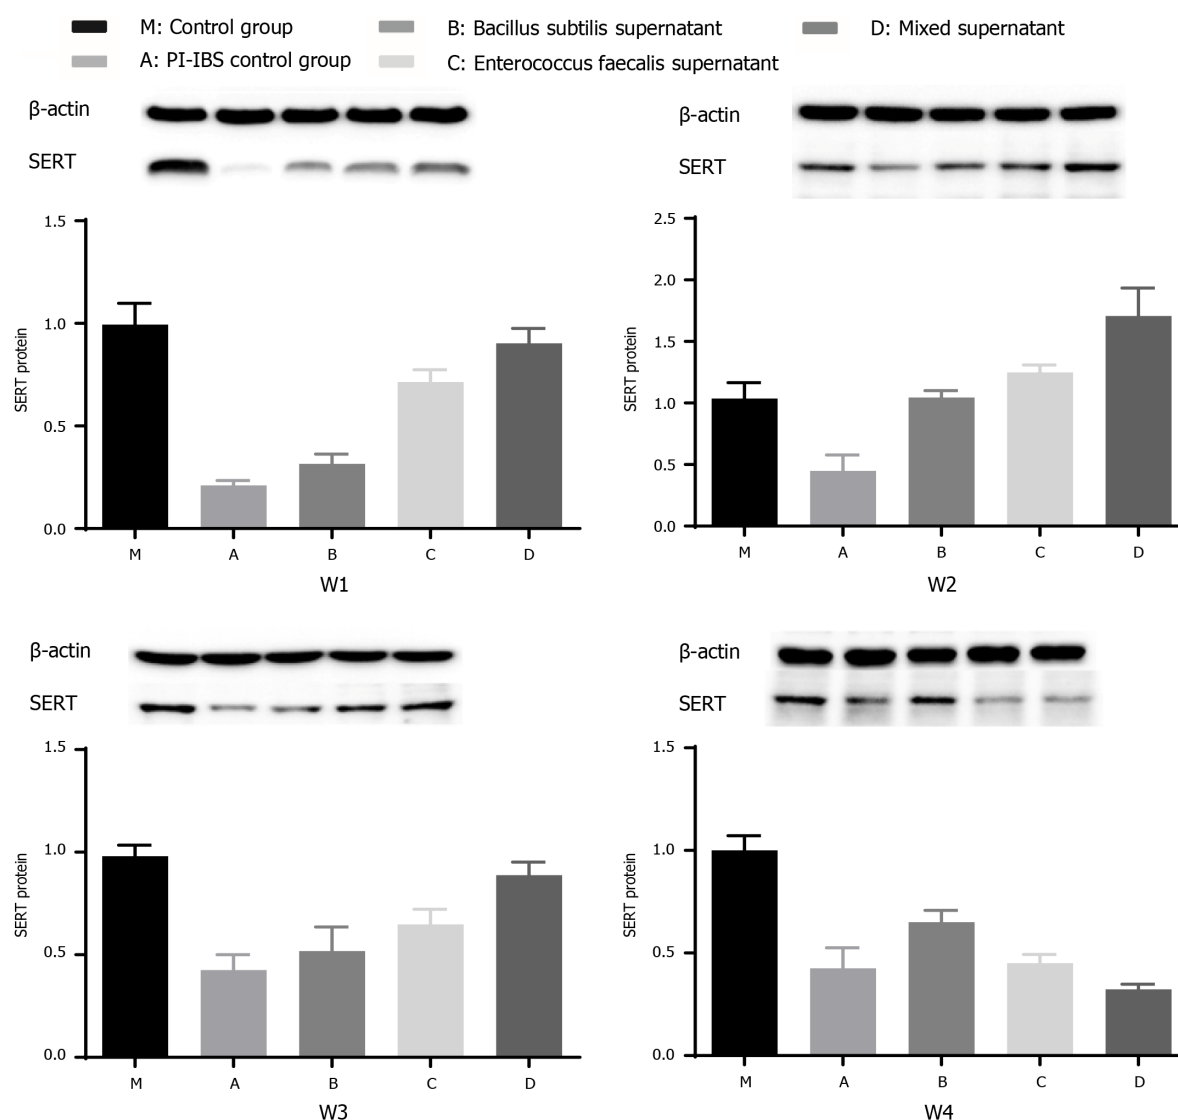 M: Control group
B: Bacillus subtilis supernatant
D: Mixed supernatant
A: PI-IBS control group
C: Enterococcus faecalis supernatant
β-actin
SERT
1.5
1.0
0.5
0.0
SERT protein
M A B C D
W1
β-actin
SERT
2.5
2.0
1.5
1.0
0.5
0.0
SERT protein
M A B C D
W2
β-actin
SERT
1.5
1.0
0.5
0.0
SERT protein
M A B C D
W3
β-actin
SERT
1.5
1.0
0.5
0.0
SERT protein
M A B C D
W4